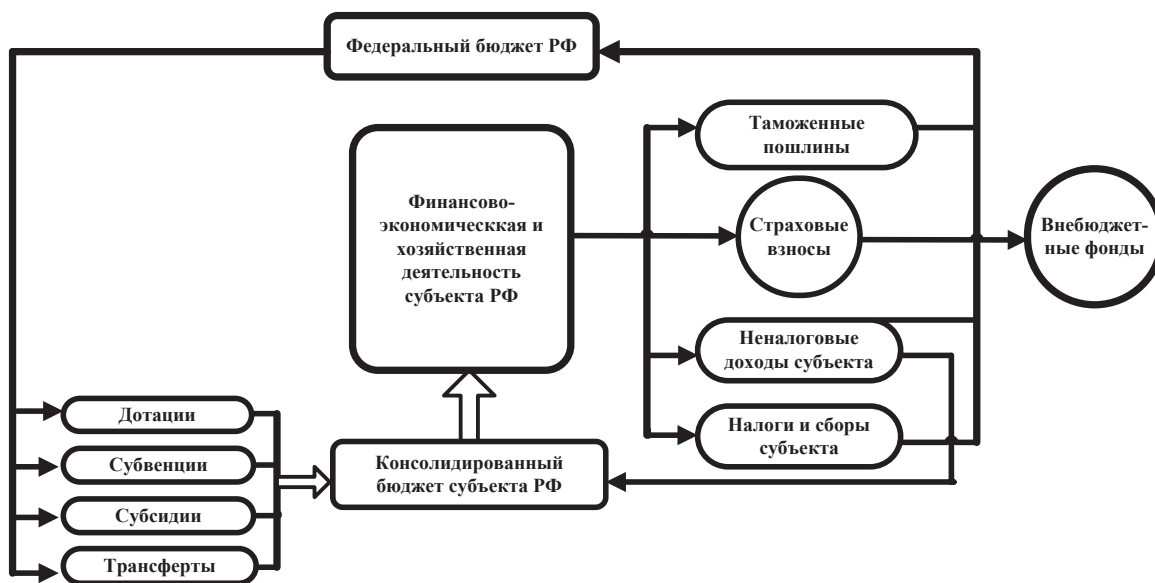 Федеральный бюджет РФ
Таможенные
пошлины
Финансово-
экономическкая и
хозяйственная
деятельность
субъекта РФ
Страховые
взносы
Внебюджет-
ные фонды
Неналоговые
доходы субъекта
Налоги и сборы
субъекта
Дотации
Субвенции
Субсидии
Трансферты
Консолидированный
бюджет субъекта РФ